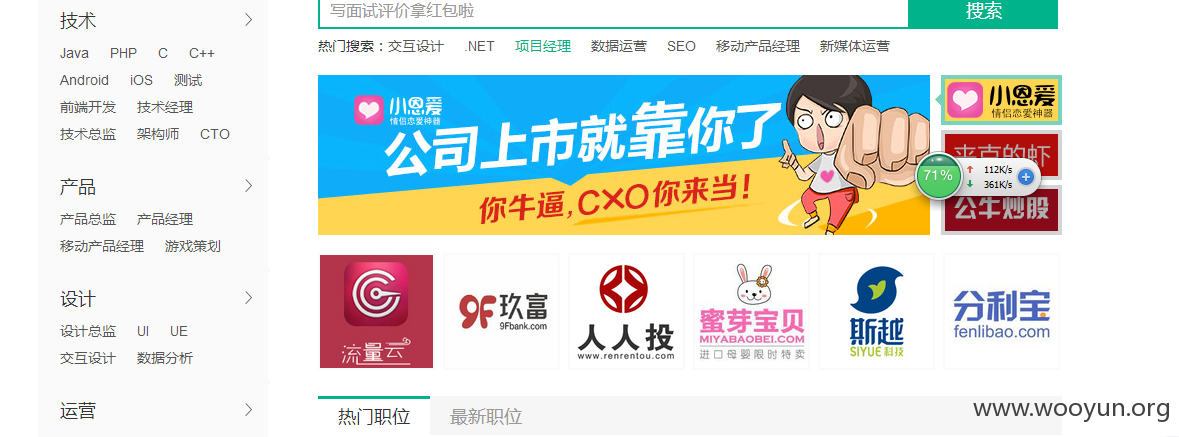 技术
Java PHP C C++
Android iOS 测试
前端开发 技术经理
技术总监 架构师 CTO
产品
产品总监 产品经理
移动产品经理 游戏策划
设计
设计总监 UI UE
交互设计 数据分析
运营
写面试评价拿红包啦
搜索
热门搜索：交互设计 .NET 项目经理 数据运营 SEO 移动产品经理 新媒体运营
小恩爱
情侣恋爱神器
公司上市就靠你了
你牛逼,CXO你来当!
小恩爱
情侣恋爱神器
来克的虾
71%
112K/s
361K/s
公牛炒股
流量云
9F 玖富
9Fbank.com
人人投
www.renrentou.com
蜜芽宝贝
MIYABAOBEI.COM
进口母婴限时特卖
斯越
SIYUE科技
分利宝
fenlibao.com
热门职位 最新职位
www.wooyun.org